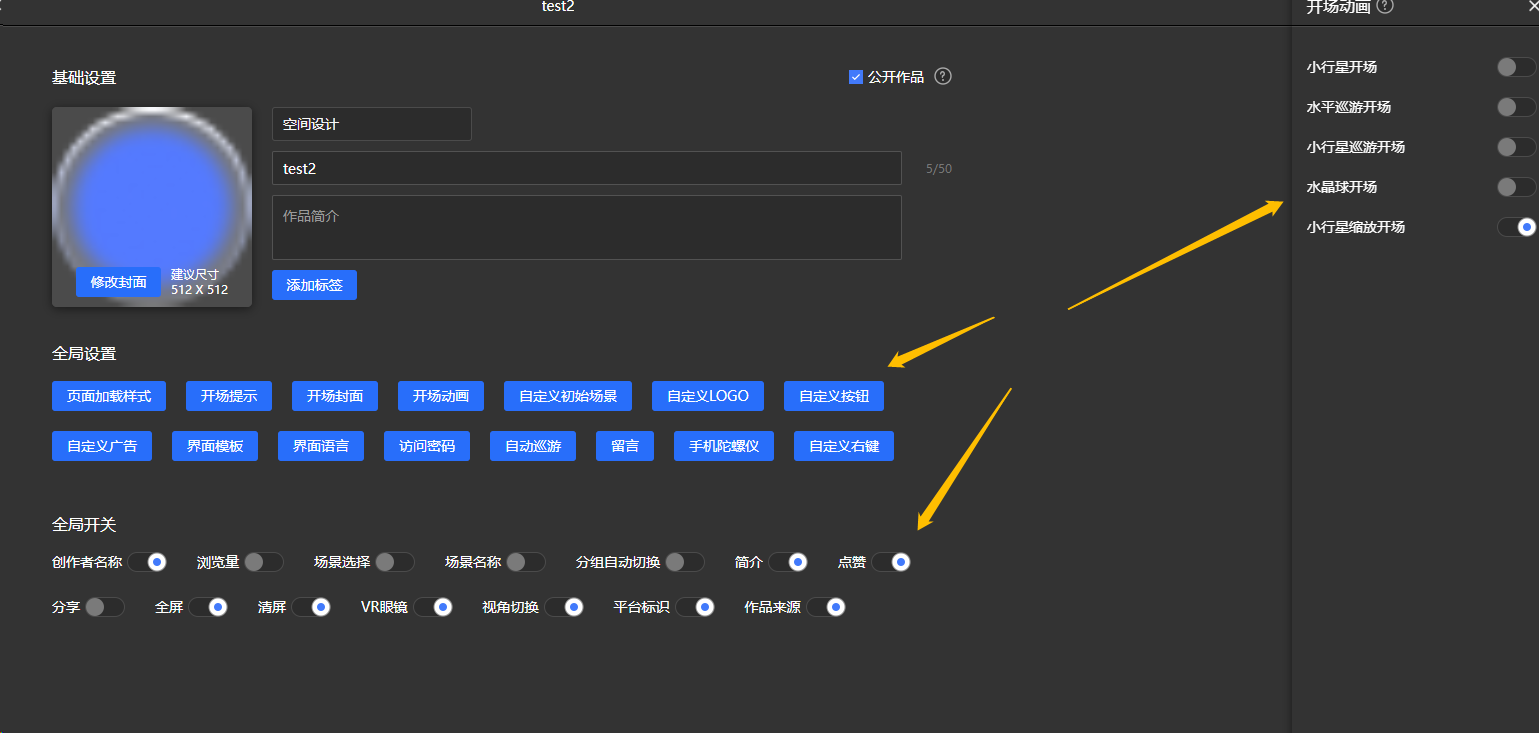 test2
基础设置
公开作品 ?
空间设计
test2
5/50
作品简介
修改封面
建议尺寸
512 X 512
添加标签
全局设置
页面加载样式 开场提示 开场封面 开场动画 自定义初始场景 自定义LOGO 自定义按钮
自定义广告 界面模板 界面语言 访问密码 自动巡游 留言 手机陀螺仪 自定义右键
全局开关
创作者名称 浏览量 场景选择 场景名称 分组自动切换 简介 点赞
分享 全屏 清屏 VR眼镜 视角切换 平台标识 作品来源
开场动画 ?
小行星开场
水平巡游开场
小行星巡游开场
水晶球开场
小行星缩放开场